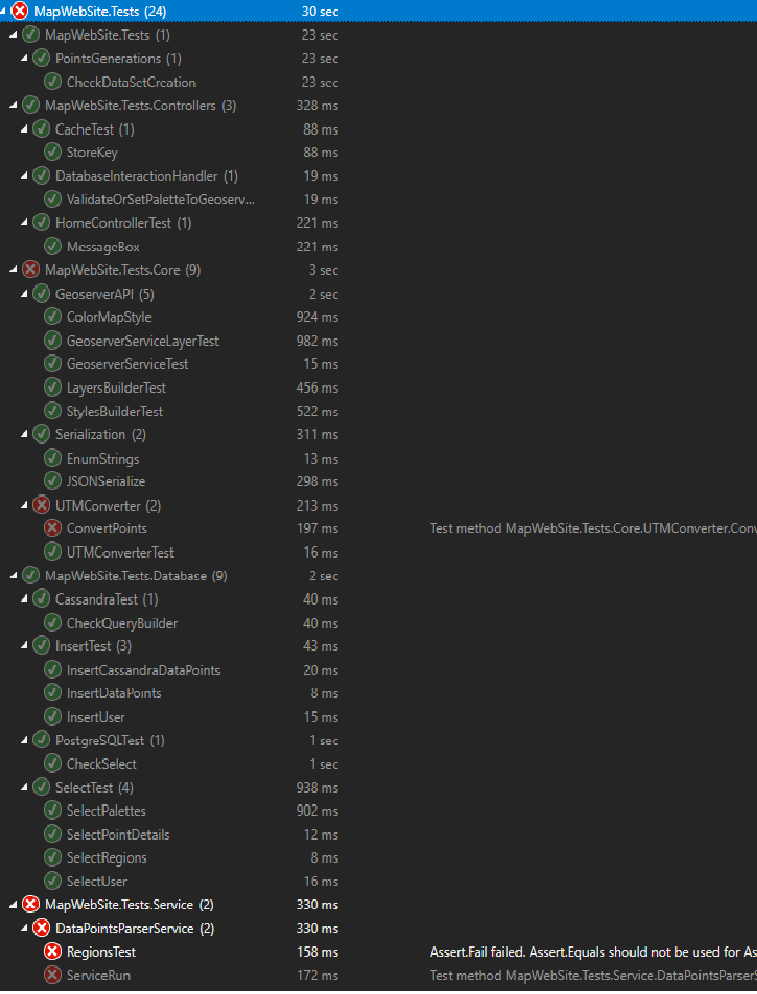 MapWebSite.Tests (24) 30 sec
MapWebSite.Tests (1) 23 sec
PointsGenerations (1) 23 sec
CheckDataSetCreation 23 sec
MapWebSite.Tests.Controllers (3) 328 ms
CacheTest (1) 88 ms
StoreKey 88 ms
DatabaseInteractionHandler (1) 19 ms
ValidateOrSetPaletteToGeoserv... 19 ms
HomeControllerTest (1) 221 ms
MessageBox 221 ms
MapWebSite.Tests.Core (9) 3 sec
GeoserverAPI (5) 2 sec
ColorMapStyle 924 ms
GeoserverServiceLayerTest 982 ms
GeoserverServiceTest 15 ms
LayersBuilderTest 456 ms
StylesBuilderTest 522 ms
Serialization (2) 311 ms
EnumStrings 13 ms
JSONSerialize 298 ms
UTMConverter (2) 213 ms
ConvertPoints 197 ms Test method MapWebSite.Tests.Core.UTMConverter.Conv
UTMConverterTest 16 ms
MapWebSite.Tests.Database (9) 2 sec
CassandraTest (1) 40 ms
CheckQueryBuilder 40 ms
InsertTest (3) 43 ms
InsertCassandraDataPoints 20 ms
InsertDataPoints 8 ms
InsertUser 15 ms
PostgreSQLTest (1) 1 sec
CheckSelect 1 sec
SelectTest (4) 938 ms
SelectPalettes 902 ms
SelectPointDetails 12 ms
SelectRegions 8 ms
SelectUser 16 ms
MapWebSite.Tests.Service (2) 330 ms
DataPointsParserService (2) 330 ms
RegionsTest 158 ms Assert.Fail failed. Assert.Equals should not be used for As
ServiceRun 172 ms Test method MapWebSite.Tests.Service.DataPointsParserS